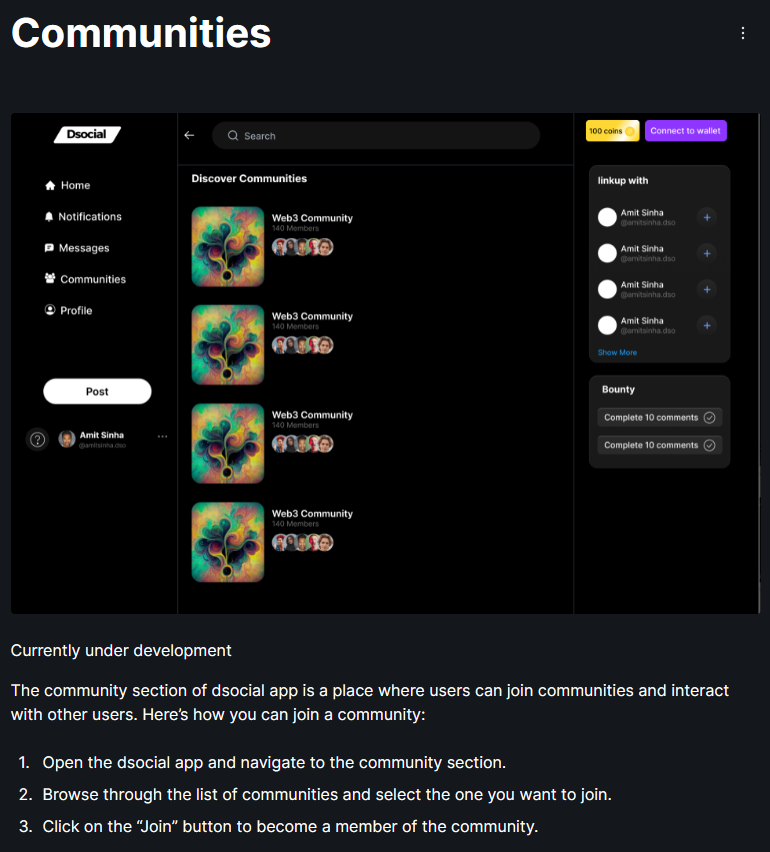 Communities
Dsocial
Search
100 coins
Connect to wallet
Home
Notifications
Messages
Communities
Profile
Post
Amit Sinha
@amitsinha.dso
Discover Communities
Web3 Community
140 Members
Web3 Community
140 Members
Web3 Community
140 Members
Web3 Community
140 Members
linkup with
Amit Sinha
@amitsinha.dso
Amit Sinha
@amitsinha.dso
Amit Sinha
@amitsinha.dso
Amit Sinha
@amitsinha.dso
Show More
Bounty
Complete 10 comments
Complete 10 comments
Currently under development
The community section of dsocial app is a place where users can join communities and interact
with other users. Here’s how you can join a community:
1. Open the dsocial app and navigate to the community section.
2. Browse through the list of communities and select the one you want to join.
3. Click on the “Join” button to become a member of the community.